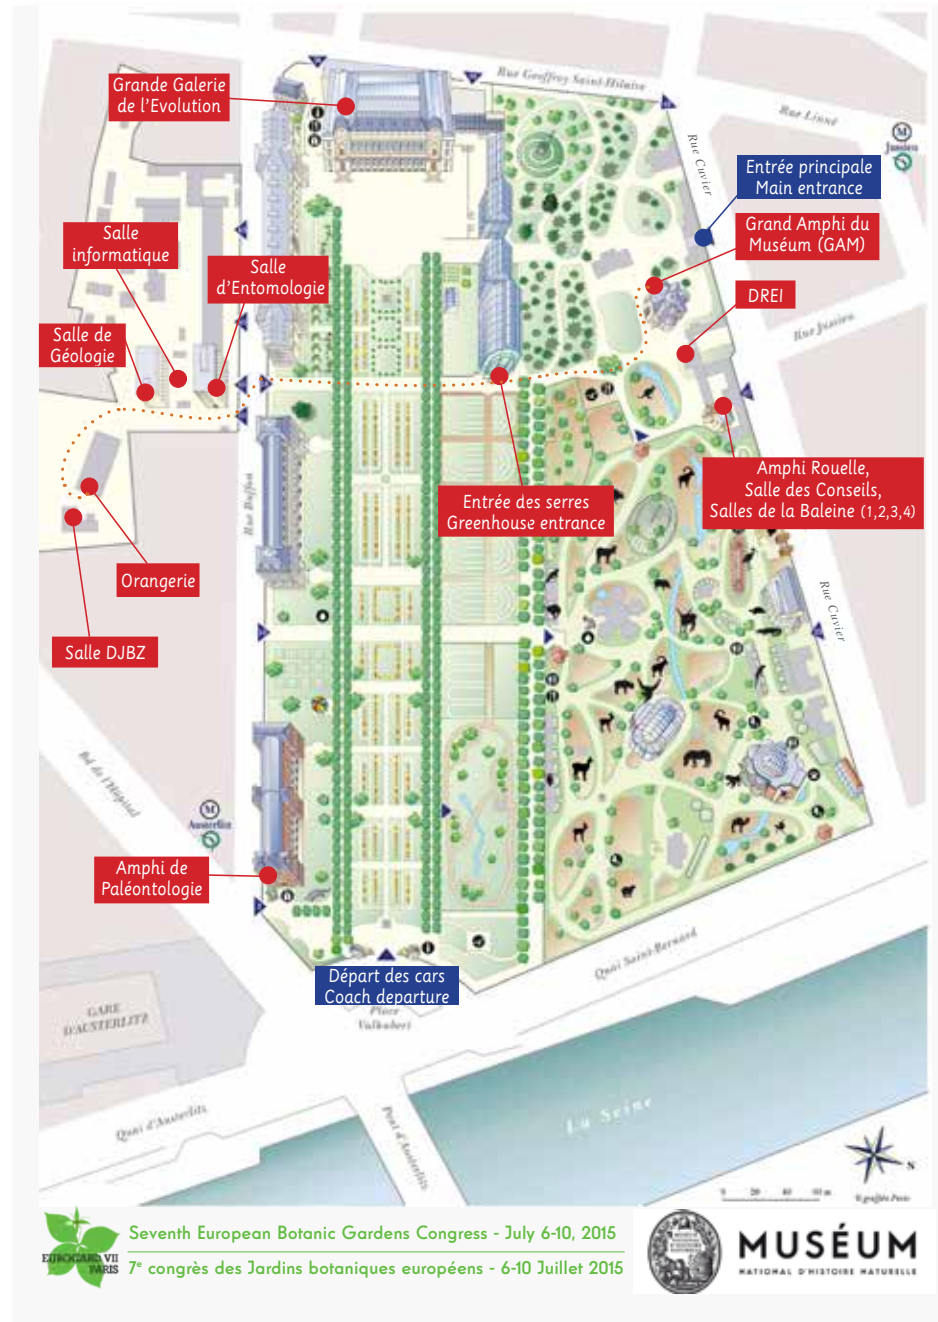 Grande Galerie
de l'Evolution
Rue Geoffroy Saint-Hilaire
Rue Linné
Jussieu
M
Rue Cuvier
Entrée principale
Main entrance
Grand Amphi du
Muséum (GAM)
Salle
informatique
Salle
d'Entomologie
DREI
Salle de
Géologie
Rue Jussieu
Amphi Rouelle,
Salle des Conseils,
Salles de la Baleine (1,2,3,4)
Entrée des serres
Greenhouse entrance
Rue Buffon
Orangerie
Rue Cuvier
Salle DJBZ
Bd de l'Hôpital
M
Austerlitz
Amphi de
Paléontologie
Départ des cars
Coach departure
Place
Valhubert
Quai Saint-Bernard
GARE
D'AUSTERLITZ
Quai d'Austerlitz
Pont d'Austerlitz
La Seine
N
0 20 40 60 m
EUROGARD VII
PARIS
Seventh European Botanic Gardens Congress - July 6-10, 2015
7e congrès des Jardins botaniques européens - 6-10 Juillet 2015
MUSÉUM
NATIONAL D'HISTOIRE NATURELLE